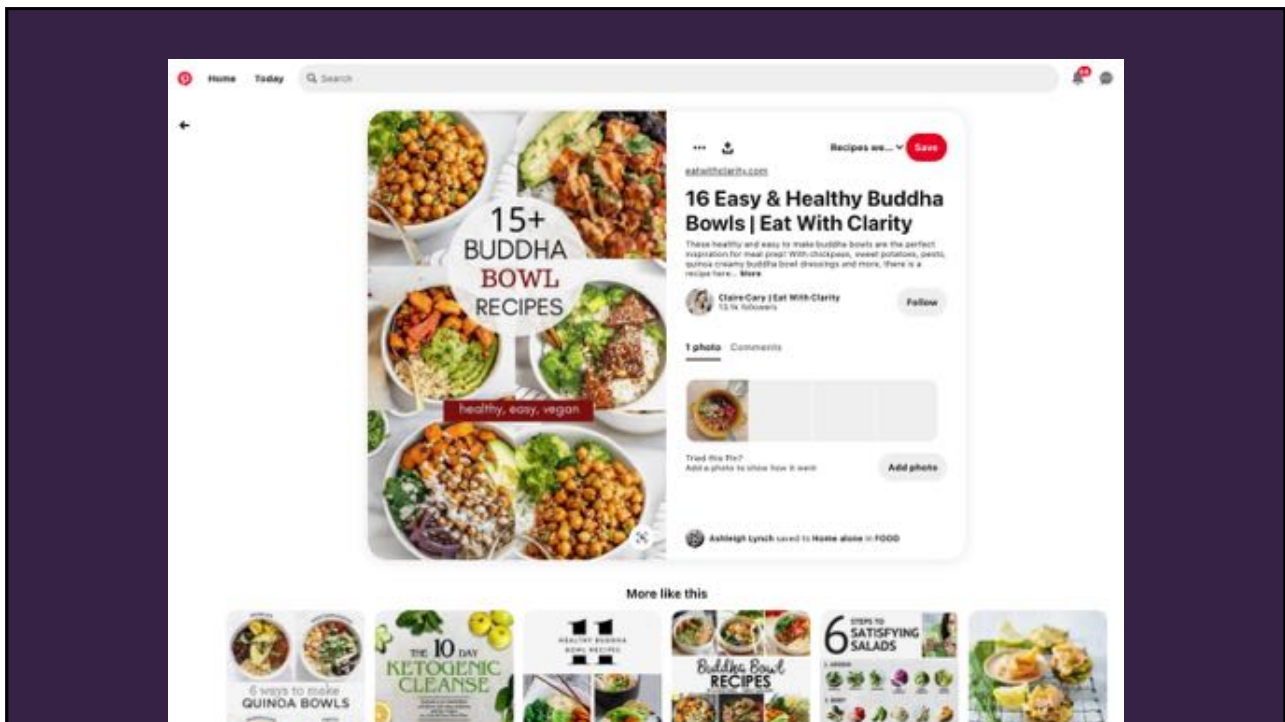 Home Today Search
15+
BUDDHA
BOWL
RECIPES
healthy, easy, vegan
Recipes we... Save
eatwithclarity.com
16 Easy & Healthy Buddha
Bowls | Eat With Clarity
These healthy and easy to make buddha bowls are the perfect
inspiration for meal prep! With chickpeas, sweet potatoes, pesto,
quinoa creamy buddha bowl dressings and more, there is a
recipe here... More
Claire Cary | Eat With Clarity
13.1k followers
Follow
1 photo Comments
Tried this Pin?
Add a photo to show how it went
Add photo
Ashleigh Lynch saved to Home alone in FOOD
More like this
6 ways to make
QUINOA BOWLS
THE 10 DAY
KETOGENIC
CLEANSE
11
HEALTHY BUDDHA
BOWL RECIPES
Buddha Bowl
RECIPES
6 STEPS TO
SATISFYING
SALADS